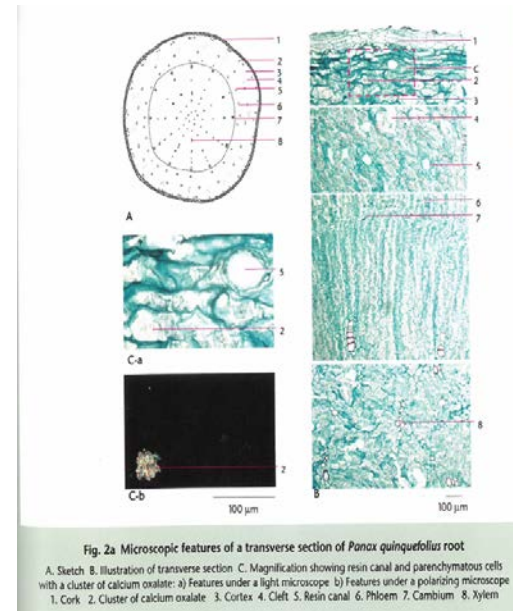 1
2
3
4
5
6
7
8
A
1
C
2
3
4
5
6
7
8
B
100 μm
5
2
C-a
2
C-b
100 μm
Fig. 2a Microscopic features of a transverse section of Panax quinquefolius root
A. Sketch B. Illustration of transverse section C. Magnification showing resin canal and parenchymatous cells
with a cluster of calcium oxalate: a) Features under a light microscope b) Features under a polarizing microscope
1. Cork 2. Cluster of calcium oxalate 3. Cortex 4. Cleft 5. Resin canal 6. Phloem 7. Cambium 8. Xylem